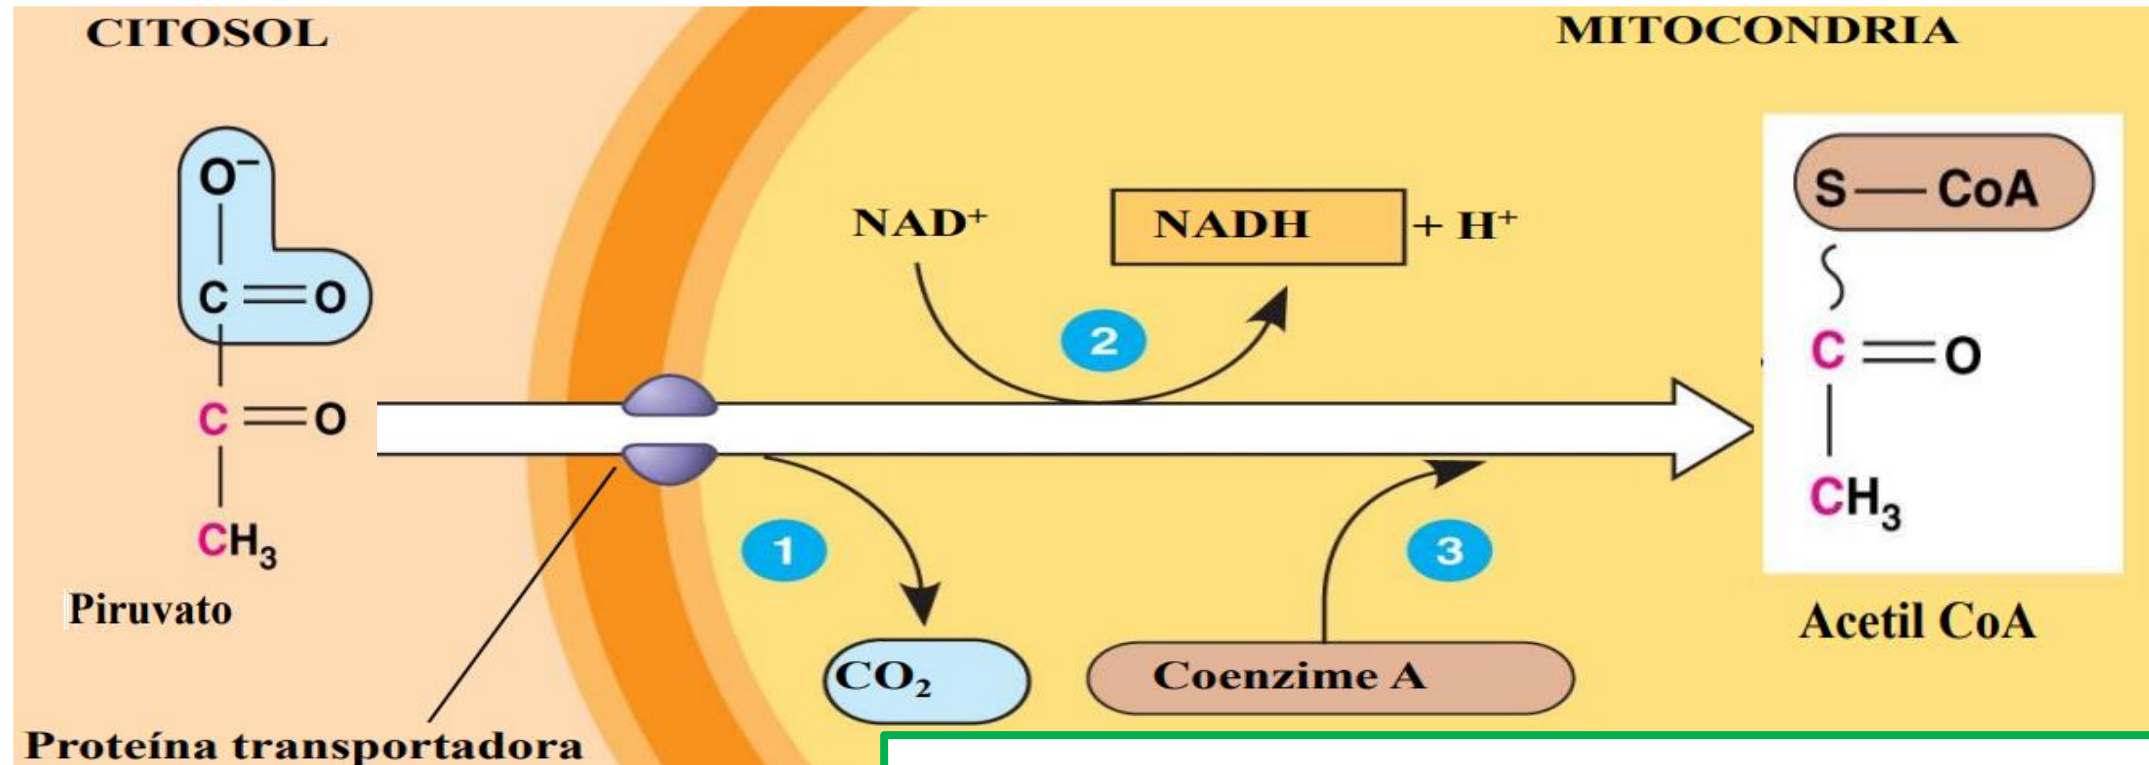 CITOSOL
MITOCONDRIA
O⁻
C=O
C=O
CH₃
Piruvato
Proteína transportadora
NAD⁺
NADH + H⁺
2
1
3
CO₂
Coenzime A
S—CoA
C=O
CH₃
Acetil CoA